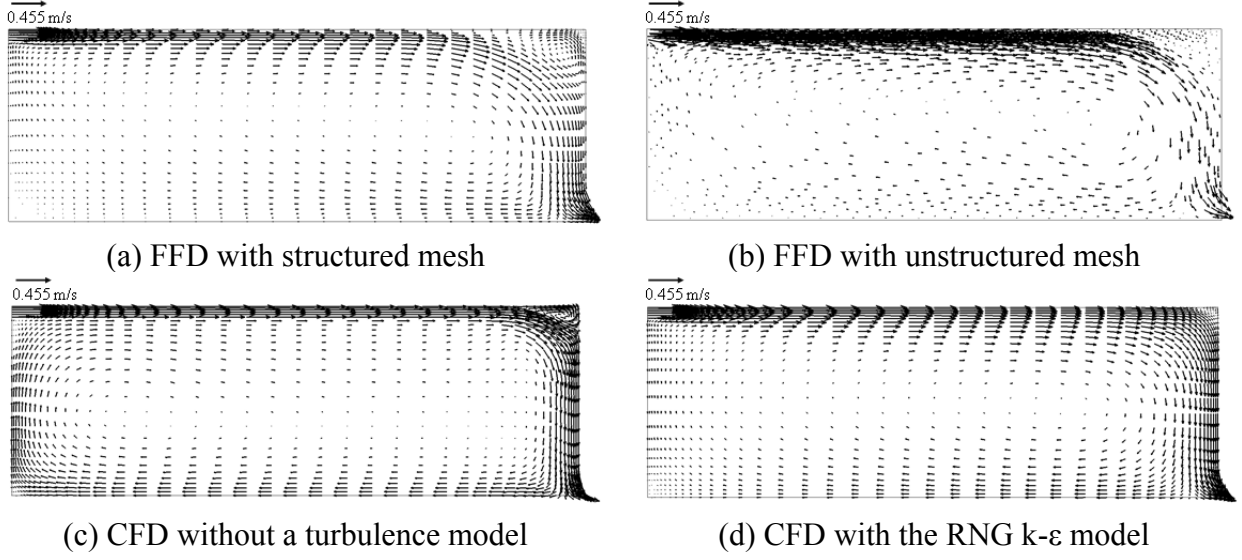 0.455 m/s
0.455 m/s
(a) FFD with structured mesh
(b) FFD with unstructured mesh
0.455 m/s
0.455 m/s
(c) CFD without a turbulence model
(d) CFD with the RNG k-ε model